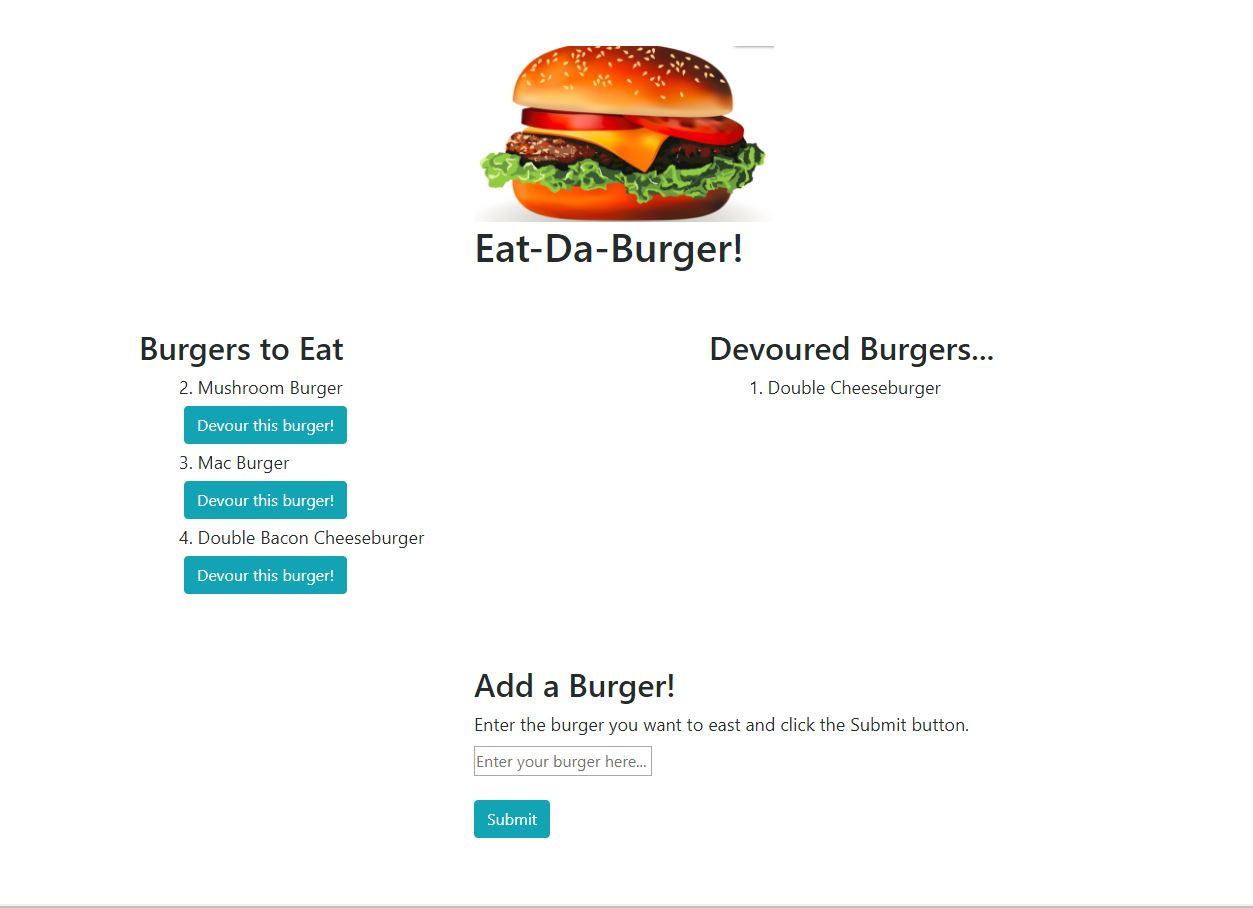 Eat-Da-Burger!
Burgers to Eat
2. Mushroom Burger
Devour this burger!
3. Mac Burger
Devour this burger!
4. Double Bacon Cheeseburger
Devour this burger!
Devoured Burgers...
1. Double Cheeseburger
Add a Burger!
Enter the burger you want to east and click the Submit button.
Enter your burger here...
Submit